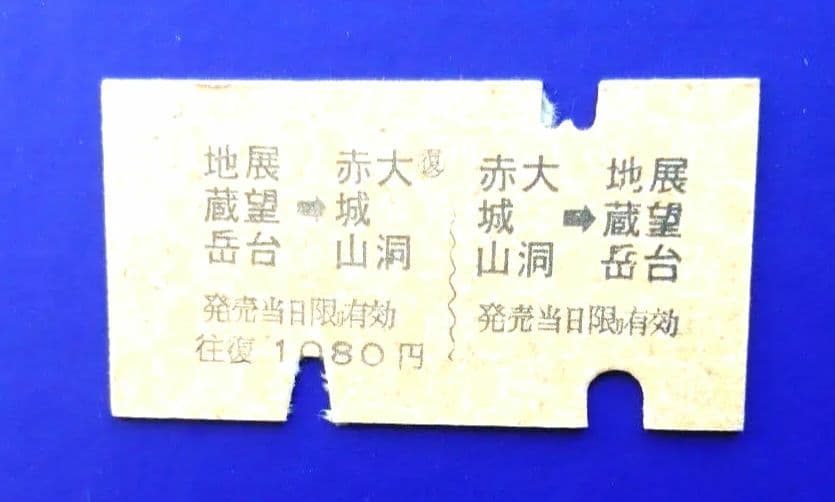 地蔵岳展望台 ➡ 赤城山大洞 ㊝
発売当日限り有効
往復 1080円
赤城山大洞 ➡ 地蔵岳展望台
発売当日限り有効